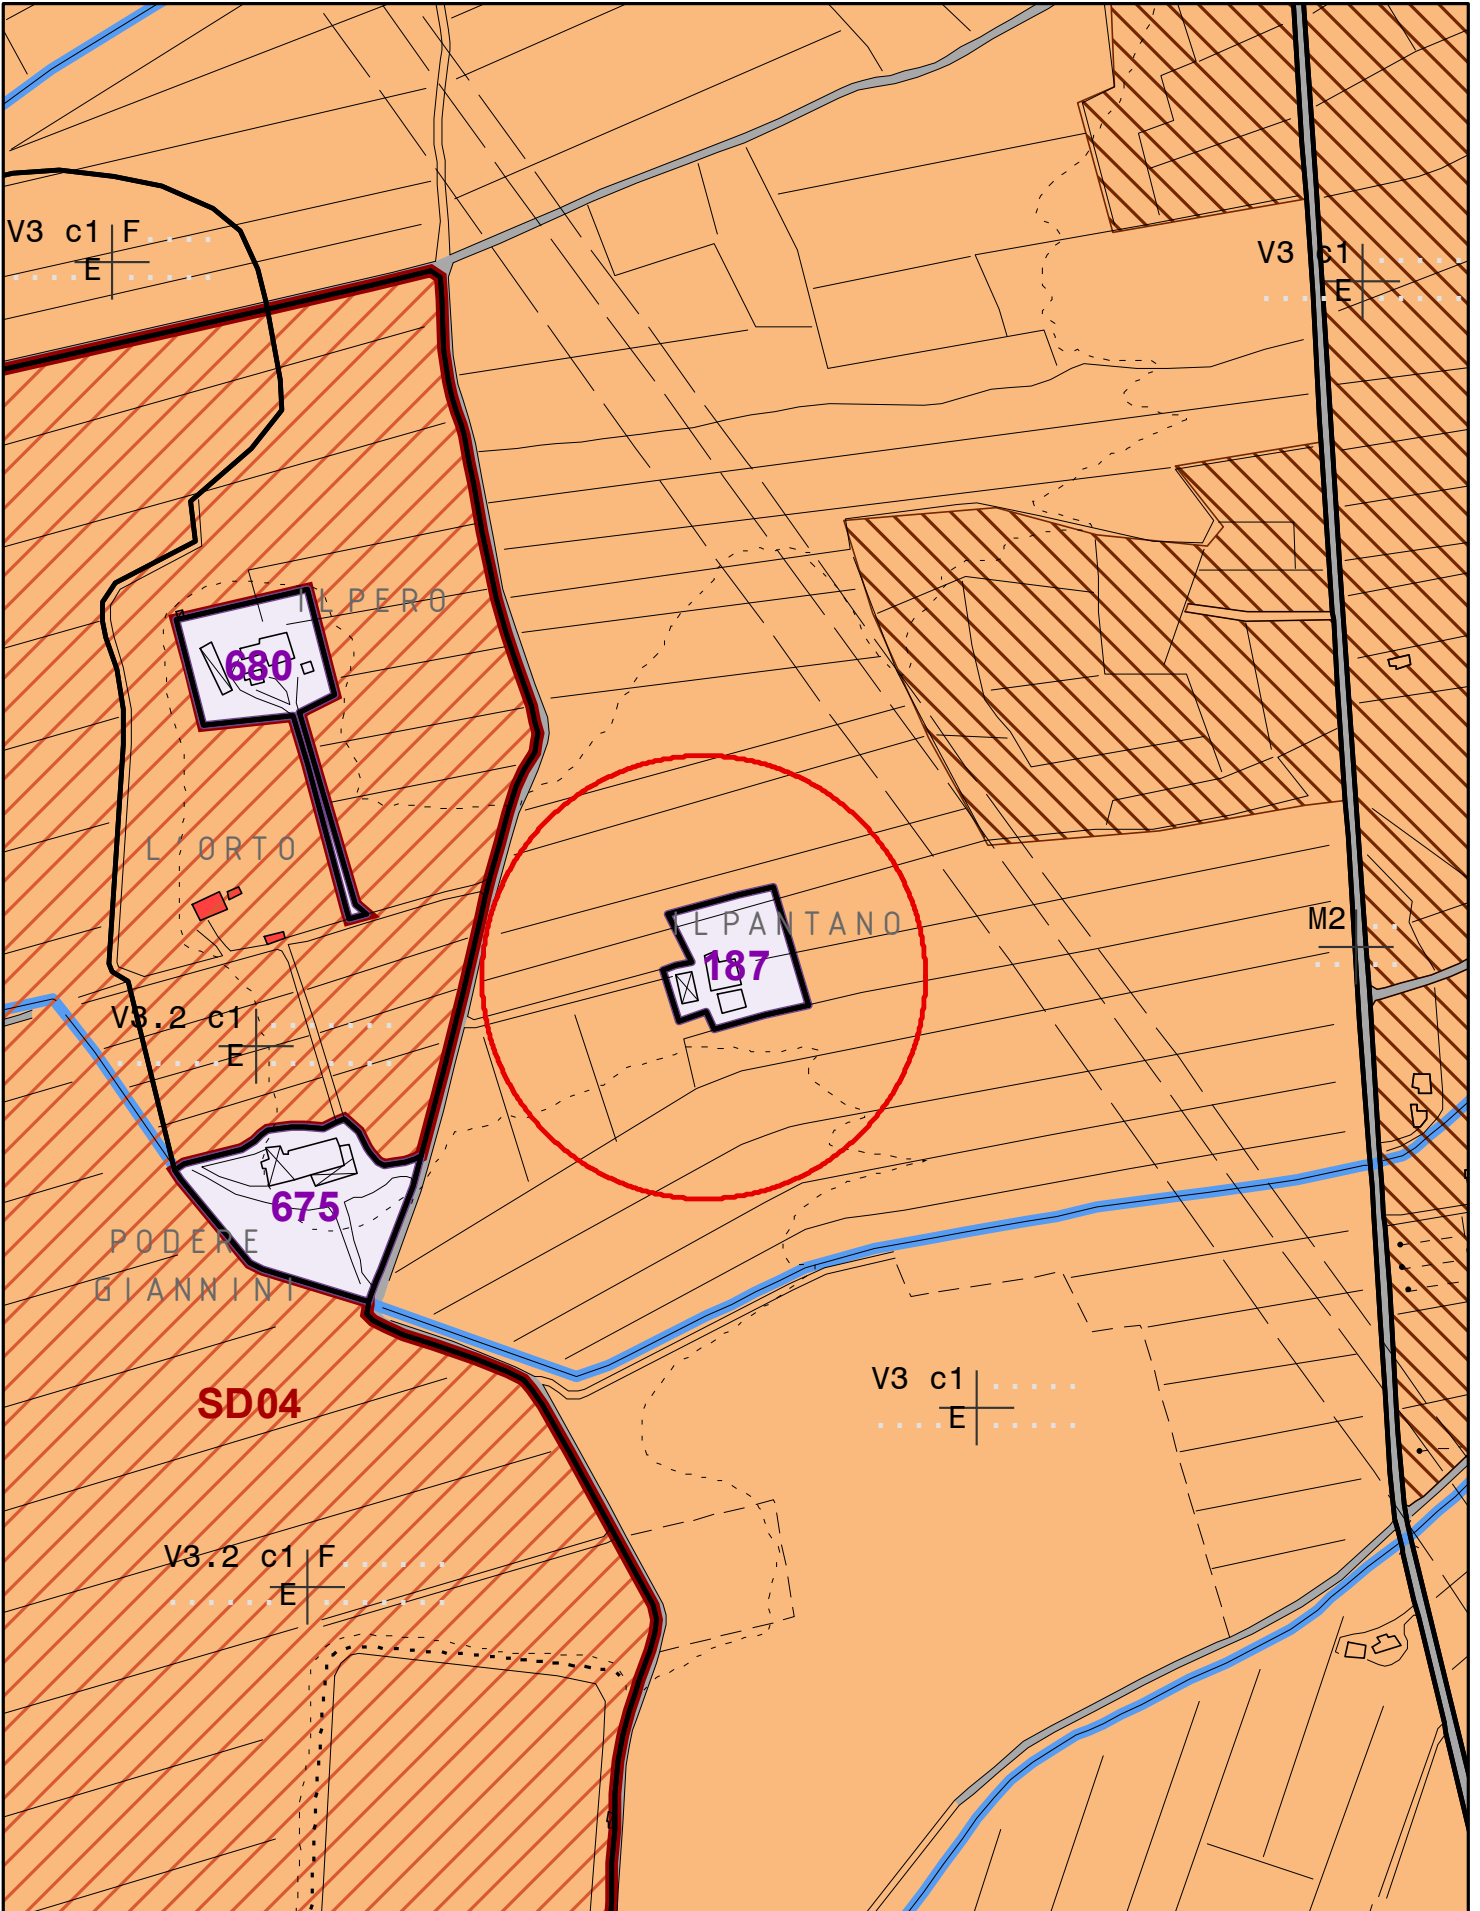 V3 c1 F
E
V3 c1
E
IL PERO
680
L' ORTO
IL PANTANO
187
M2
V3.2 c1
E
675
PODERE
GIANNINI
V3 c1
E
SD04
V3.2 c1 F
E